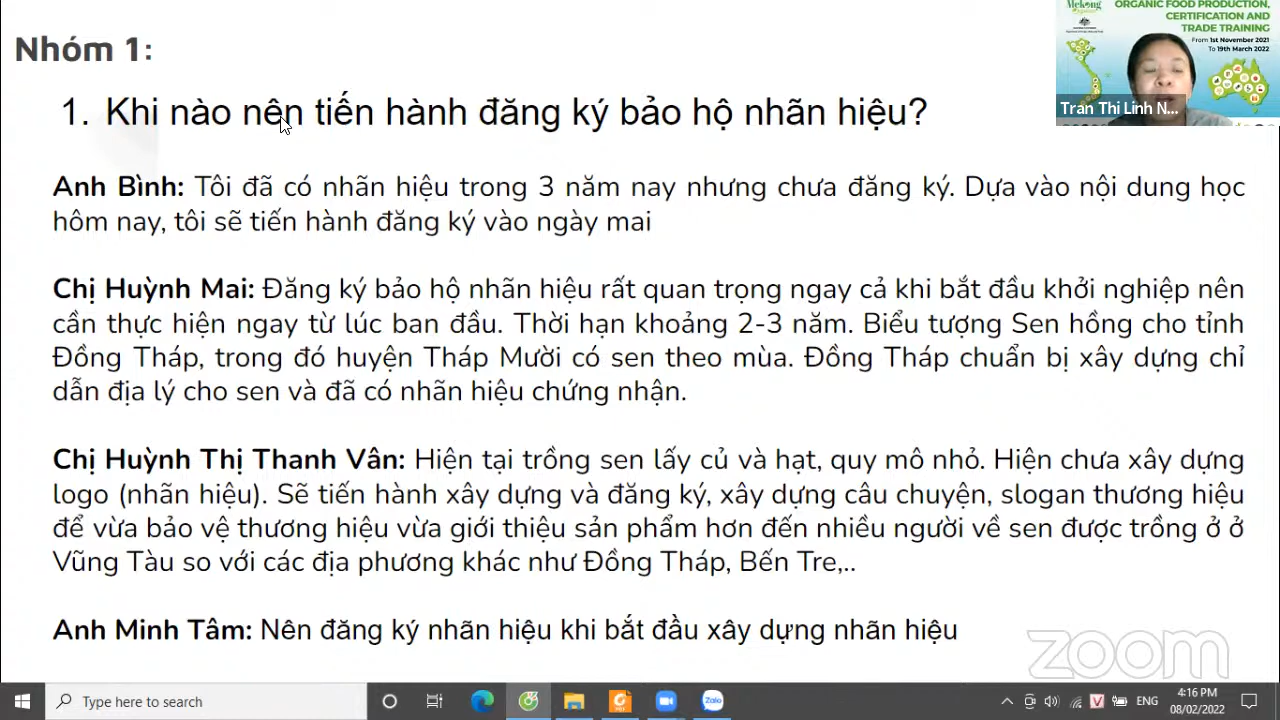 Mekong
ORGANIC FOOD PRODUCTION,
CERTIFICATION AND
TRADE TRAINING
From 1st November 2021
To 19th March 2022
Tran Thi Linh N...
Nhóm 1:
1. Khi nào nên tiến hành đăng ký bảo hộ nhãn hiệu?
Anh Bình: Tôi đã có nhãn hiệu trong 3 năm nay nhưng chưa đăng ký. Dựa vào nội dung học
hôm nay, tôi sẽ tiến hành đăng ký vào ngày mai
Chị Huỳnh Mai: Đăng ký bảo hộ nhãn hiệu rất quan trọng ngay cả khi bắt đầu khởi nghiệp nên
cần thực hiện ngay từ lúc ban đầu. Thời hạn khoảng 2-3 năm. Biểu tượng Sen hồng cho tỉnh
Đồng Tháp, trong đó huyện Tháp Mười có sen theo mùa. Đồng Tháp chuẩn bị xây dựng chỉ
dẫn địa lý cho sen và đã có nhãn hiệu chứng nhận.
Chị Huỳnh Thị Thanh Vân: Hiện tại trồng sen lấy củ và hạt, quy mô nhỏ. Hiện chưa xây dựng
logo (nhãn hiệu). Sẽ tiến hành xây dựng và đăng ký, xây dựng câu chuyện, slogan thương hiệu
để vừa bảo vệ thương hiệu vừa giới thiệu sản phẩm hơn đến nhiều người về sen được trồng ở ở
Vũng Tàu so với các địa phương khác như Đồng Tháp, Bến Tre,..
Anh Minh Tâm: Nên đăng ký nhãn hiệu khi bắt đầu xây dựng nhãn hiệu
zoom
Type here to search
Zalo
ENG
4:16 PM
08/02/2022